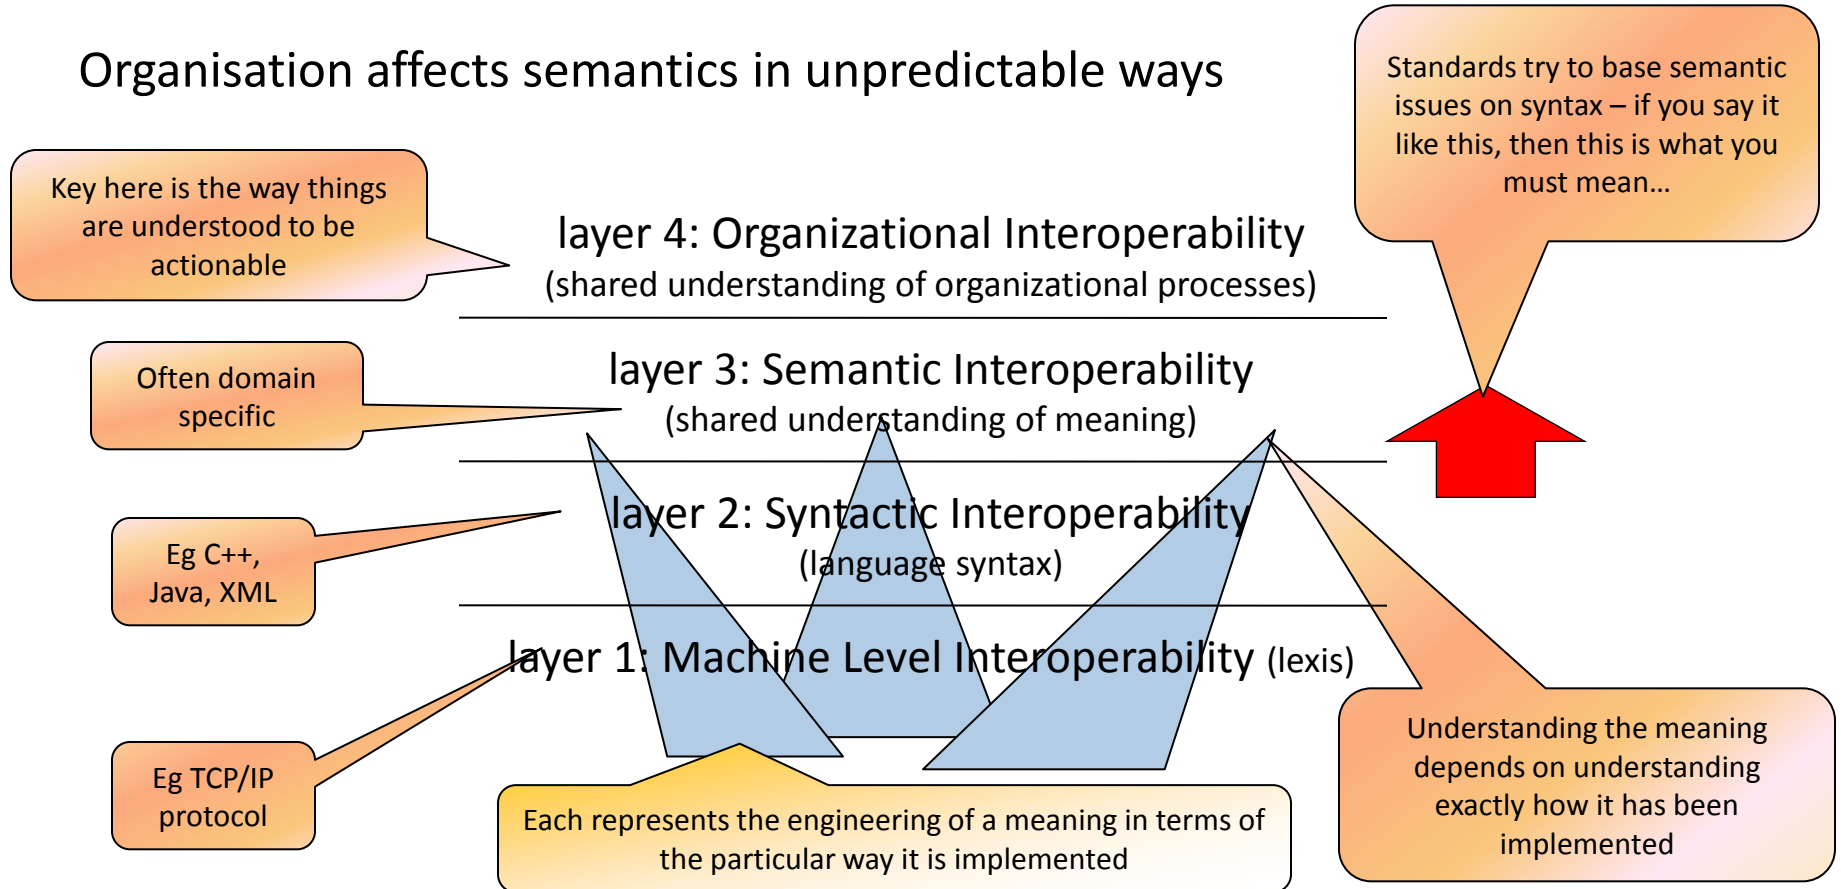 Organisation affects semantics in unpredictable ways
Standards try to base semantic
issues on syntax – if you say it
like this, then this is what you
must mean…
Key here is the way things
are understood to be
actionable
layer 4: Organizational Interoperability
(shared understanding of organizational processes)
Often domain
specific
layer 3: Semantic Interoperability
(shared understanding of meaning)
Eg C++,
Java, XML
layer 2: Syntactic Interoperability
(language syntax)
layer 1: Machine Level Interoperability (lexis)
Eg TCP/IP
protocol
Each represents the engineering of a meaning in terms of
the particular way it is implemented
Understanding the meaning
depends on understanding
exactly how it has been
implemented